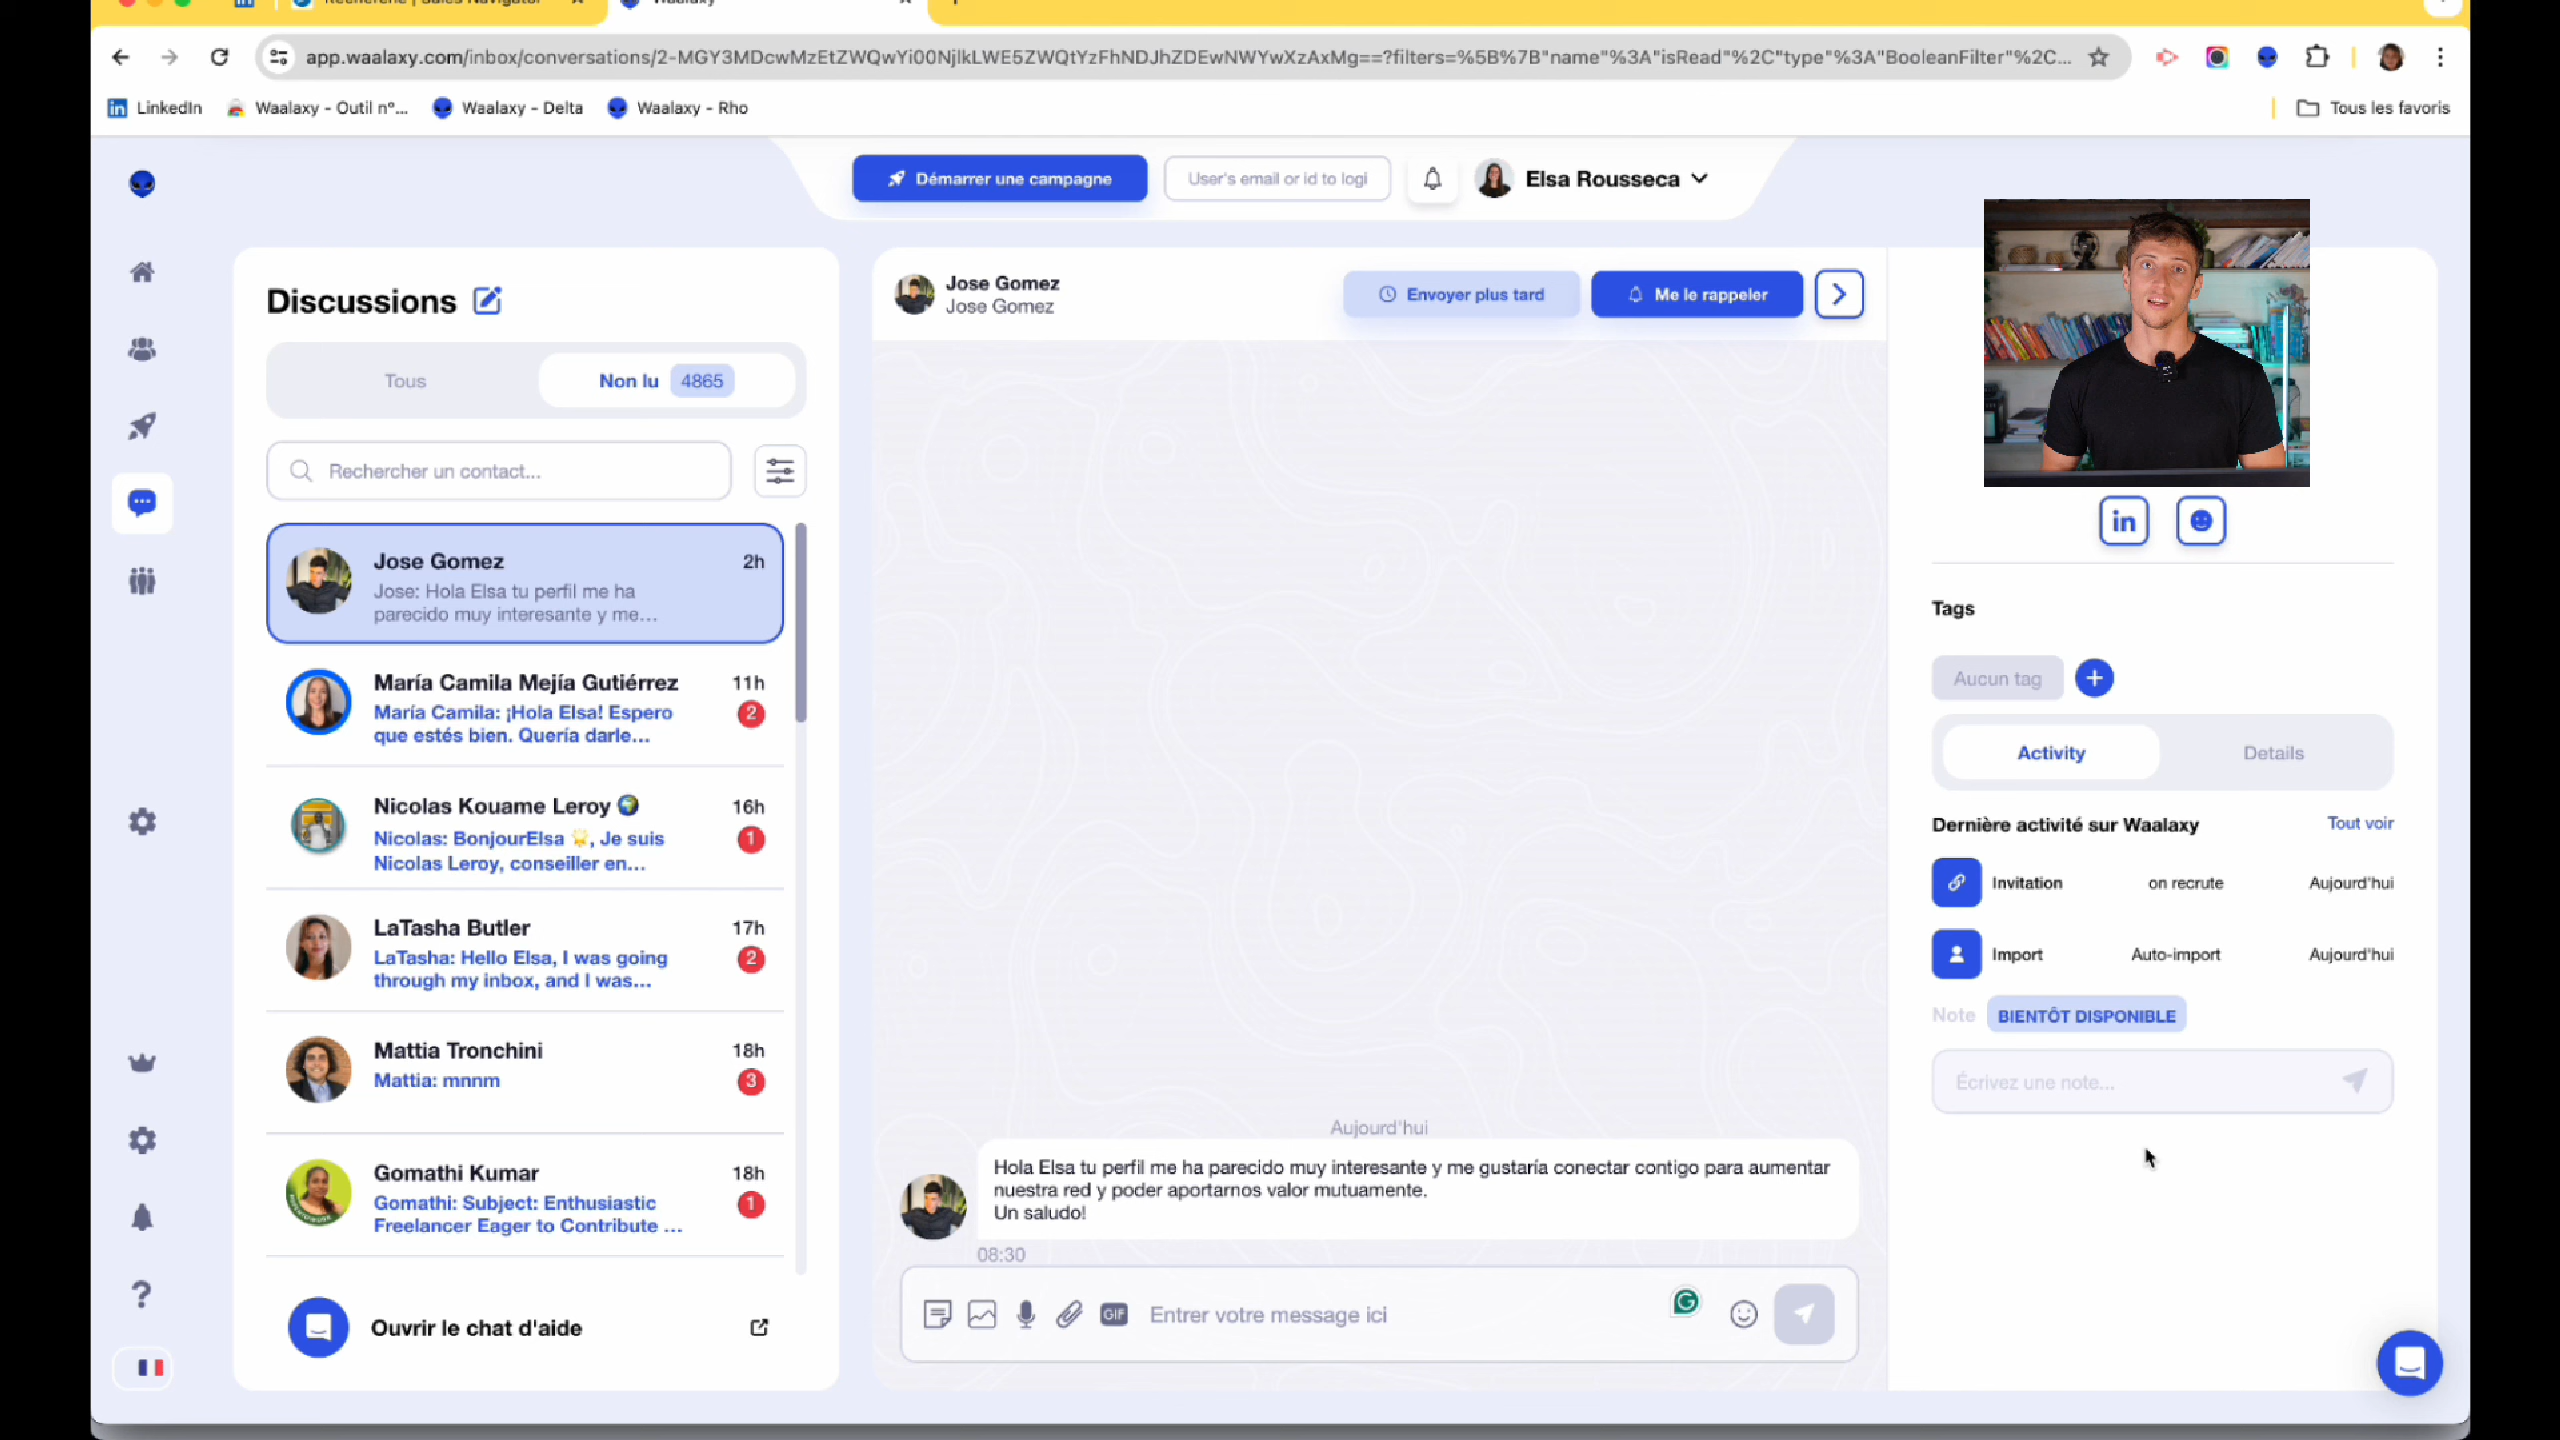 Recherche | Sales Navigator
Waalaxy
app.waalaxy.com/inbox/conversations/2-MGY3MDcwMzEtZWQwYi00NjlkLWE5ZWQtYzFhNDJhZDEwNWYwXzAxMg==?filters=%5B%7B"name"%3A"isRead"%2C"type"%3A"BooleanFilter"%2C...
LinkedIn
Waalaxy - Outil n°...
Waalaxy - Delta
Waalaxy - Rho
Tous les favoris
Démarrer une campagne
User's email or id to logi
Elsa Rousseca
Discussions
Tous
Non lu 4865
Rechercher un contact...
Jose Gomez 2h
Jose: Hola Elsa tu perfil me ha
parecido muy interesante y me...
María Camila Mejía Gutiérrez 11h
María Camila: ¡Hola Elsa! Espero 2
que estés bien. Quería darle...
Nicolas Kouame Leroy 16h
Nicolas: BonjourElsa 🌟, Je suis 1
Nicolas Leroy, conseiller en...
LaTasha Butler 17h
LaTasha: Hello Elsa, I was going 2
through my inbox, and I was...
Mattia Tronchini 18h
Mattia: mnnm 3
Gomathi Kumar 18h
Gomathi: Subject: Enthusiastic 1
Freelancer Eager to Contribute ...
Ouvrir le chat d'aide
Jose Gomez
Jose Gomez
Envoyer plus tard
Me le rappeler
Aujourd'hui
Hola Elsa tu perfil me ha parecido muy interesante y me gustaría conectar contigo para aumentar
nuestra red y poder aportarnos valor mutuamente.
Un saludo!
08:30
GIF
Entrer votre message ici
in
Tags
Aucun tag
Activity
Details
Dernière activité sur Waalaxy
Tout voir
Invitation on recrute Aujourd'hui
Import Auto-import Aujourd'hui
Note BIENTÔT DISPONIBLE
Écrivez une note...